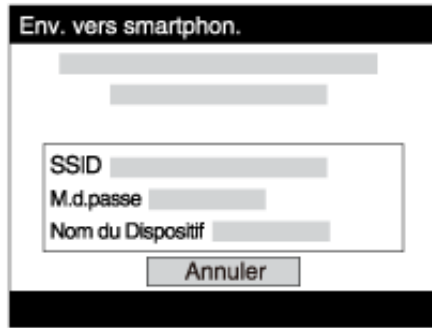 Env. vers smartphon.
SSID
M.d.passe
Nom du Dispositif
Annuler